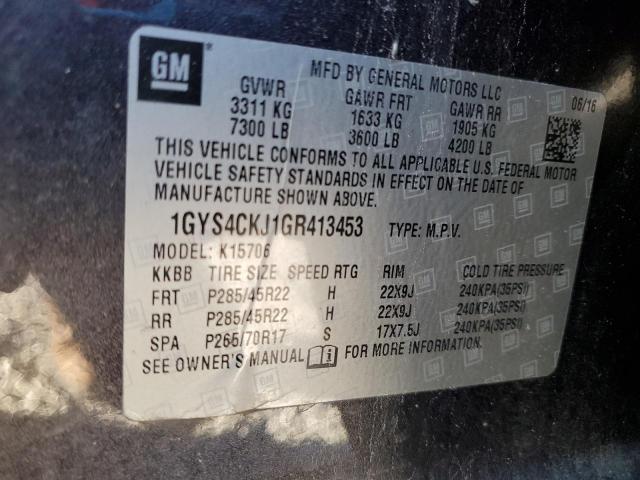 GM
MFD BY GENERAL MOTORS LLC
GVWR GAWR FRT GAWR RR 06/16
3311 KG 1633 KG 1905 KG
7300 LB 3600 LB 4200 LB
THIS VEHICLE CONFORMS TO ALL APPLICABLE U.S. FEDERAL MOTOR
VEHICLE SAFETY STANDARDS IN EFFECT ON THE DATE OF
MANUFACTURE SHOWN ABOVE.
1GYS4CKJ1GR413453 TYPE: M.P.V.
MODEL: K15706
KKBB TIRE SIZE SPEED RTG RIM COLD TIRE PRESSURE
FRT P285/45R22 H 22X9J 240KPA(35PSI)
RR P285/45R22 H 22X9J 240KPA(35PSI)
SPA P265/70R17 S 17X7.5J 240KPA(35PSI)
SEE OWNER'S MANUAL FOR MORE INFORMATION.